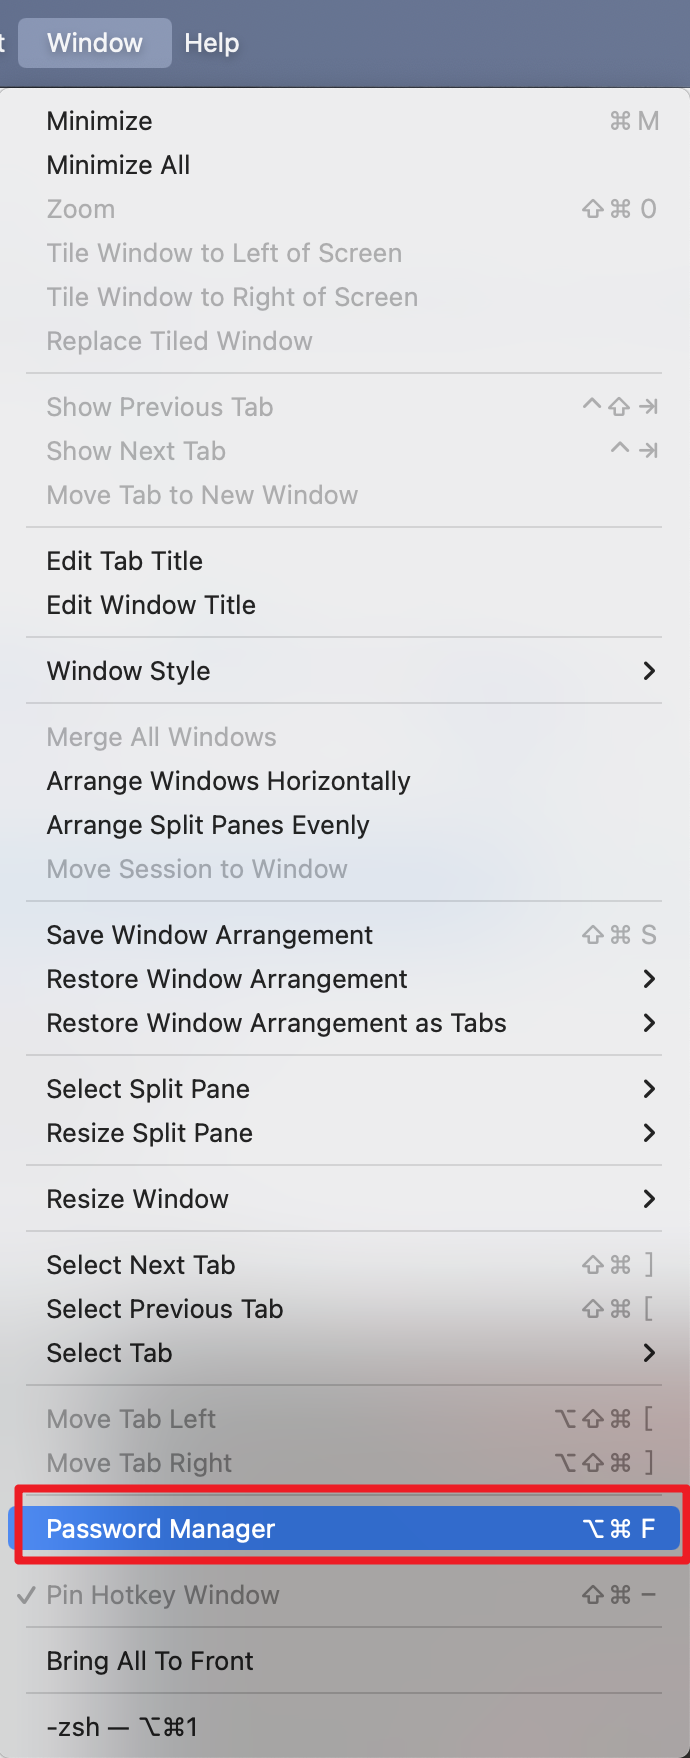 t Window Help
Minimize ⌘ M
Minimize All
Zoom ⇧ ⌘ 0
Tile Window to Left of Screen
Tile Window to Right of Screen
Replace Tiled Window
Show Previous Tab ^ ⇧ ⇥
Show Next Tab ^ ⇥
Move Tab to New Window
Edit Tab Title
Edit Window Title
Window Style >
Merge All Windows
Arrange Windows Horizontally
Arrange Split Panes Evenly
Move Session to Window
Save Window Arrangement ⇧ ⌘ S
Restore Window Arrangement >
Restore Window Arrangement as Tabs >
Select Split Pane >
Resize Split Pane >
Resize Window >
Select Next Tab ⇧ ⌘ ]
Select Previous Tab ⇧ ⌘ [
Select Tab >
Move Tab Left ⌥ ⇧ ⌘ [
Move Tab Right ⌥ ⇧ ⌘ ]
Password Manager ⌥ ⌘ F
✓ Pin Hotkey Window ⇧ ⌘ –
Bring All To Front
-zsh — ⌥⌘1